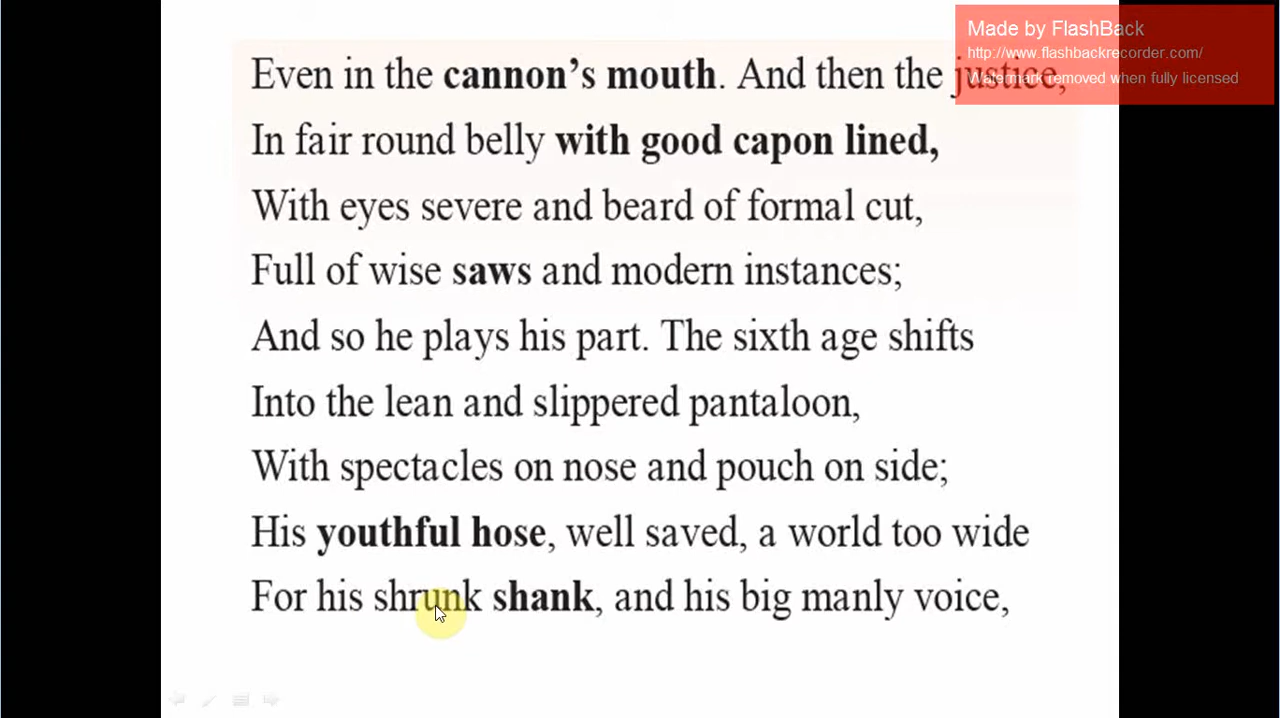 Made by FlashBack
http://www.flashbackrecorder.com/
Watermark removed when fully licensed
Even in the cannon's mouth. And then the justice,
In fair round belly with good capon lined,
With eyes severe and beard of formal cut,
Full of wise saws and modern instances;
And so he plays his part. The sixth age shifts
Into the lean and slippered pantaloon,
With spectacles on nose and pouch on side;
His youthful hose, well saved, a world too wide
For his shrunk shank, and his big manly voice,